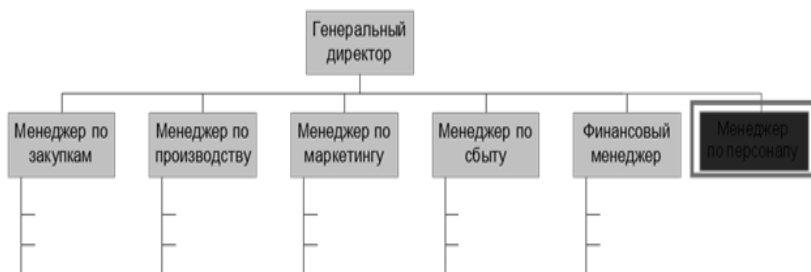 Генеральный
директор
Менеджер по
закупкам
Менеджер по
производству
Менеджер по
маркетингу
Менеджер по
сбыту
Финансовый
менеджер
Менеджер
по персоналу